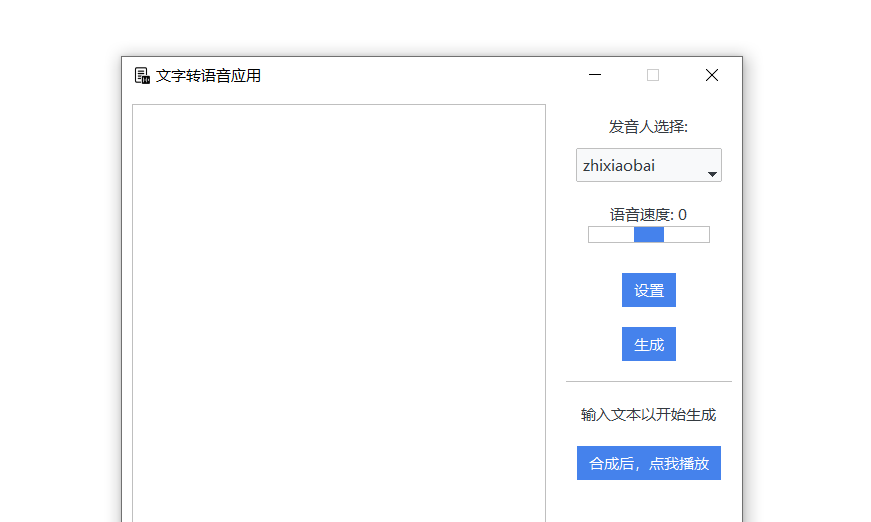 文字转语音应用
发音人选择:
zhixiaobai
语音速度: 0
设置
生成
输入文本以开始生成
合成后，点我播放